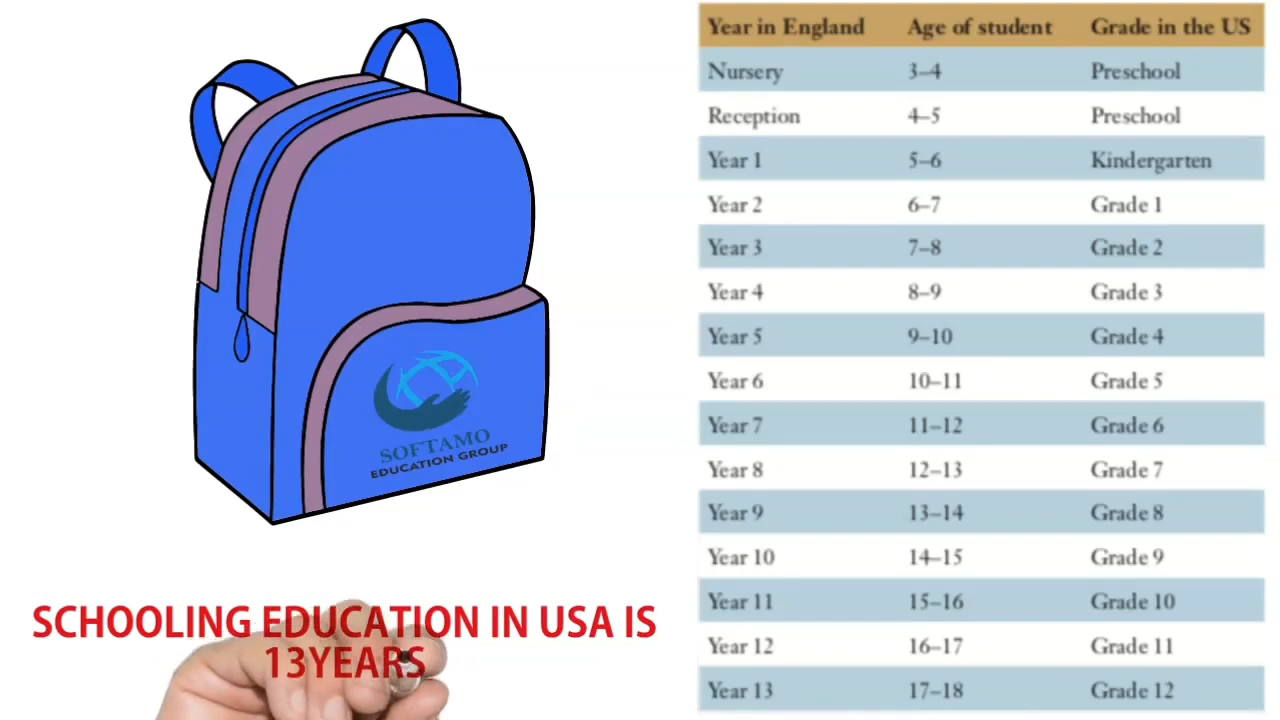 SOFTAMO
EDUCATION GROUP
SCHOOLING EDUCATION IN USA IS
13YEARS
Year in England Age of student Grade in the US
Nursery 3–4 Preschool
Reception 4–5 Preschool
Year 1 5–6 Kindergarten
Year 2 6–7 Grade 1
Year 3 7–8 Grade 2
Year 4 8–9 Grade 3
Year 5 9–10 Grade 4
Year 6 10–11 Grade 5
Year 7 11–12 Grade 6
Year 8 12–13 Grade 7
Year 9 13–14 Grade 8
Year 10 14–15 Grade 9
Year 11 15–16 Grade 10
Year 12 16–17 Grade 11
Year 13 17–18 Grade 12